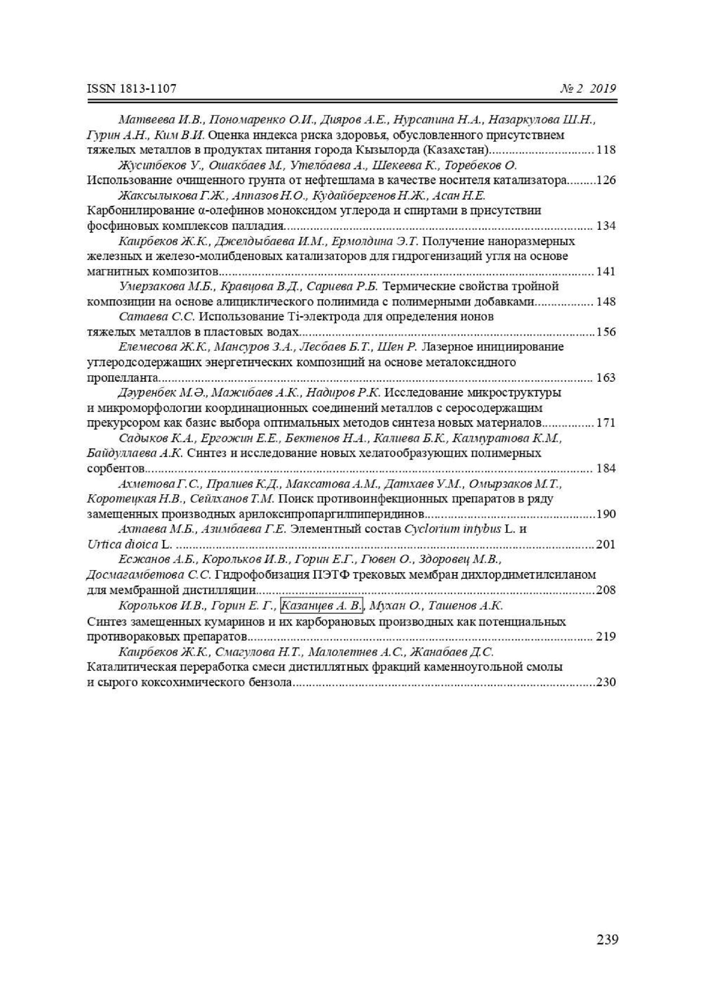 ISSN 1813-1107 № 2 2019
Матвеева И.В., Пономаренко О.И., Дияров А.Е., Нурсапина Н.А., Назаркулова Ш.Н.,
Гурин А.Н., Ким В.И. Оценка индекса риска здоровья, обусловленного присутствием
тяжелых металлов в продуктах питания города Кызылорда (Казахстан)................................118
Жусипбеков У., Ошакбаев М., Утелбаева А., Шекеева К., Торебеков О.
Использование очищенного грунта от нефтешлама в качестве носителя катализатора.........126
Жаксылыкова Г.Ж., Аппазов Н.О., Кудайбергенов Н.Ж., Асан Н.Е.
Карбонилирование α-олефинов моноксидом углерода и спиртами в присутствии
фосфиновых комплексов палладия................................................................................ 134
Каирбеков Ж.К., Джелдыбаева И.М., Ермолдина Э.Т. Получение наноразмерных
железных и железо-молибденовых катализаторов для гидрогенизаций угля на основе
магнитных композитов................................................................................ 141
Умерзакова М.Б., Кравцова В.Д., Сариева Р.Б. Термические свойства тройной
композиции на основе алициклического полиимида с полимерными добавками.................. 148
Сатаева С.С. Использование Ti-электрода для определения ионов
тяжелых металлов в пластовых водах................................................................................156
Елемесова Ж.К., Мансуров З.А., Лесбаев Б.Т., Шен Р. Лазерное инициирование
углеродсодержащих энергетических композиций на основе металоксидного
пропелланта................................................................................ 163
Дәуренбек М.Ә., Мажибаев А.К., Надиров Р.К. Исследование микроструктуры
и микроморфологии координационных соединений металлов с серосодержащим
прекурсором как базис выбора оптимальных методов синтеза новых материалов................171
Садыков К.А., Ергожин Е.Е., Бектенов Н.А., Калиева Б.К., Калмуратова К.М.,
Байдуллаева А.К. Синтез и исследование новых хелатообразующих полимерных
сорбентов................................................................................ 184
Ахметова Г.С., Пралиев К.Д., Максатова А.М., Датхаев У.М., Омырзаков М.Т.,
Коротецкая Н.В., Сейлханов Т.М. Поиск противоинфекционных препаратов в ряду
замещенных производных арилоксипропаргилпиперидинов....................................................190
Ахтаева М.Б., Азимбаева Г.Е. Элементный состав Cyclorium intybus L. и
Urtica dioica L. ................................................................................201
Есжанов А.Б., Корольков И.В., Горин Е.Г., Гювен О., Здоровец М.В.,
Досмагамбетова С.С. Гидрофобизация ПЭТФ трековых мембран дихлордиметилсиланом
для мембранной дистилляции................................................................................208
Корольков И.В., Горин Е. Г., Казанцев А. В., Мухан О., Ташенов А.К.
Синтез замещенных кумаринов и их карборановых производных как потенциальных
противораковых препаратов................................................................................ 219
Каирбеков Ж.К., Смагулова Н.Т., Малолетнев А.С., Жанабаев Д.С.
Каталитическая переработка смеси дистиллятных фракций каменноугольной смолы
и сырого коксохимического бензола................................................................................230
239